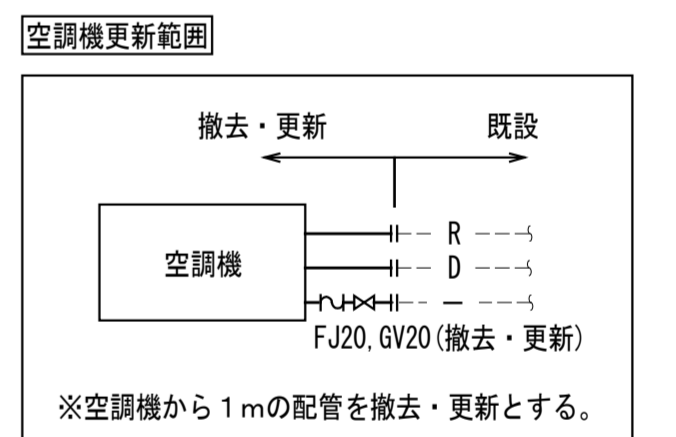 空調機更新範囲
撤去・更新 既設
R
空調機 D
FJ20,GV20(撤去・更新)
※空調機から1mの配管を撤去・更新とする。